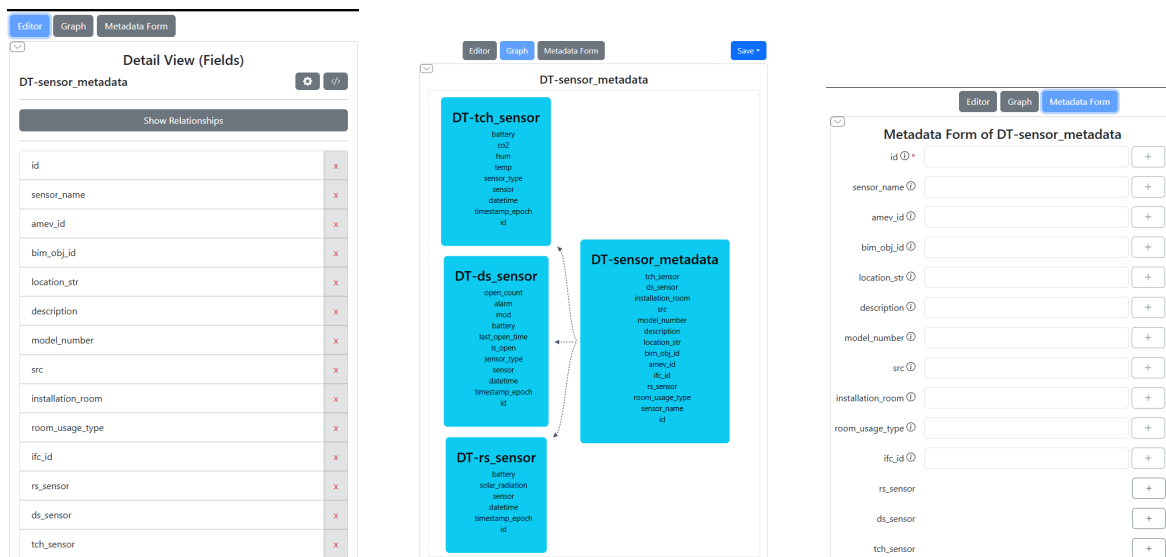 Editor Graph Metadata Form
Detail View (Fields)
DT-sensor_metadata
</>
Show Relationships
id x
sensor_name x
amev_id x
bim_obj_id x
location_str x
description x
model_number x
src x
installation_room x
room_usage_type x
ifc_id x
rs_sensor x
ds_sensor x
tch_sensor x
Editor Graph Metadata Form Save
DT-sensor_metadata
DT-tch_sensor
battery
co2
hum
temp
sensor_type
sensor
datetime
timestamp_epoch
id
DT-ds_sensor
open_count
alarm
mod
battery
last_open_time
is_open
sensor_type
sensor
datetime
timestamp_epoch
id
DT-rs_sensor
battery
solar_radiation
sensor
datetime
timestamp_epoch
id
DT-sensor_metadata
tch_sensor
ds_sensor
installation_room
src
model_number
description
location_str
bim_obj_id
amev_id
ifc_id
rs_sensor
room_usage_type
sensor_name
id
Editor Graph Metadata Form
Metadata Form of DT-sensor_metadata
id i * +
sensor_name i +
amev_id i +
bim_obj_id i +
location_str i +
description i +
model_number i +
src i +
installation_room i +
room_usage_type i +
ifc_id i +
rs_sensor +
ds_sensor +
tch_sensor +